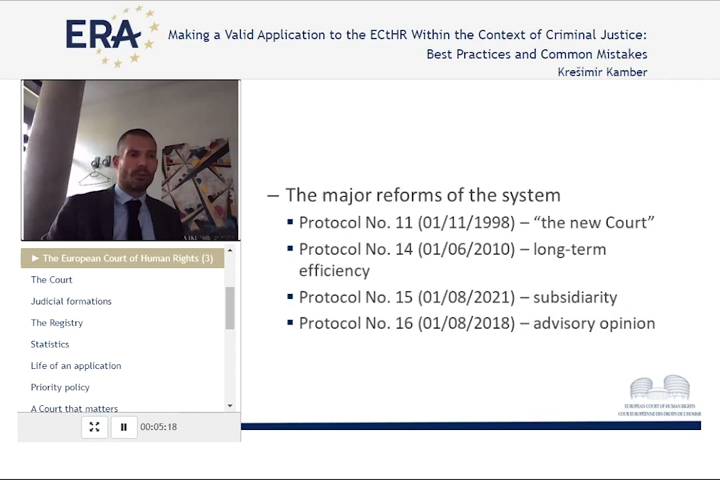 ERA
Making a Valid Application to the ECtHR Within the Context of Criminal Justice:
Best Practices and Common Mistakes
Krešimir Kamber
– The major reforms of the system
▪ Protocol No. 11 (01/11/1998) – “the new Court”
▪ Protocol No. 14 (01/06/2010) – long-term
efficiency
▪ Protocol No. 15 (01/08/2021) – subsidiarity
▪ Protocol No. 16 (01/08/2018) – advisory opinion
► The European Court of Human Rights (3)
The Court
Judicial formations
The Registry
Statistics
Life of an application
Priority policy
A Court that matters
00:05:18
EUROPEAN COURT OF HUMAN RIGHTS
COUR EUROPÉENNE DES DROITS DE L'HOMME